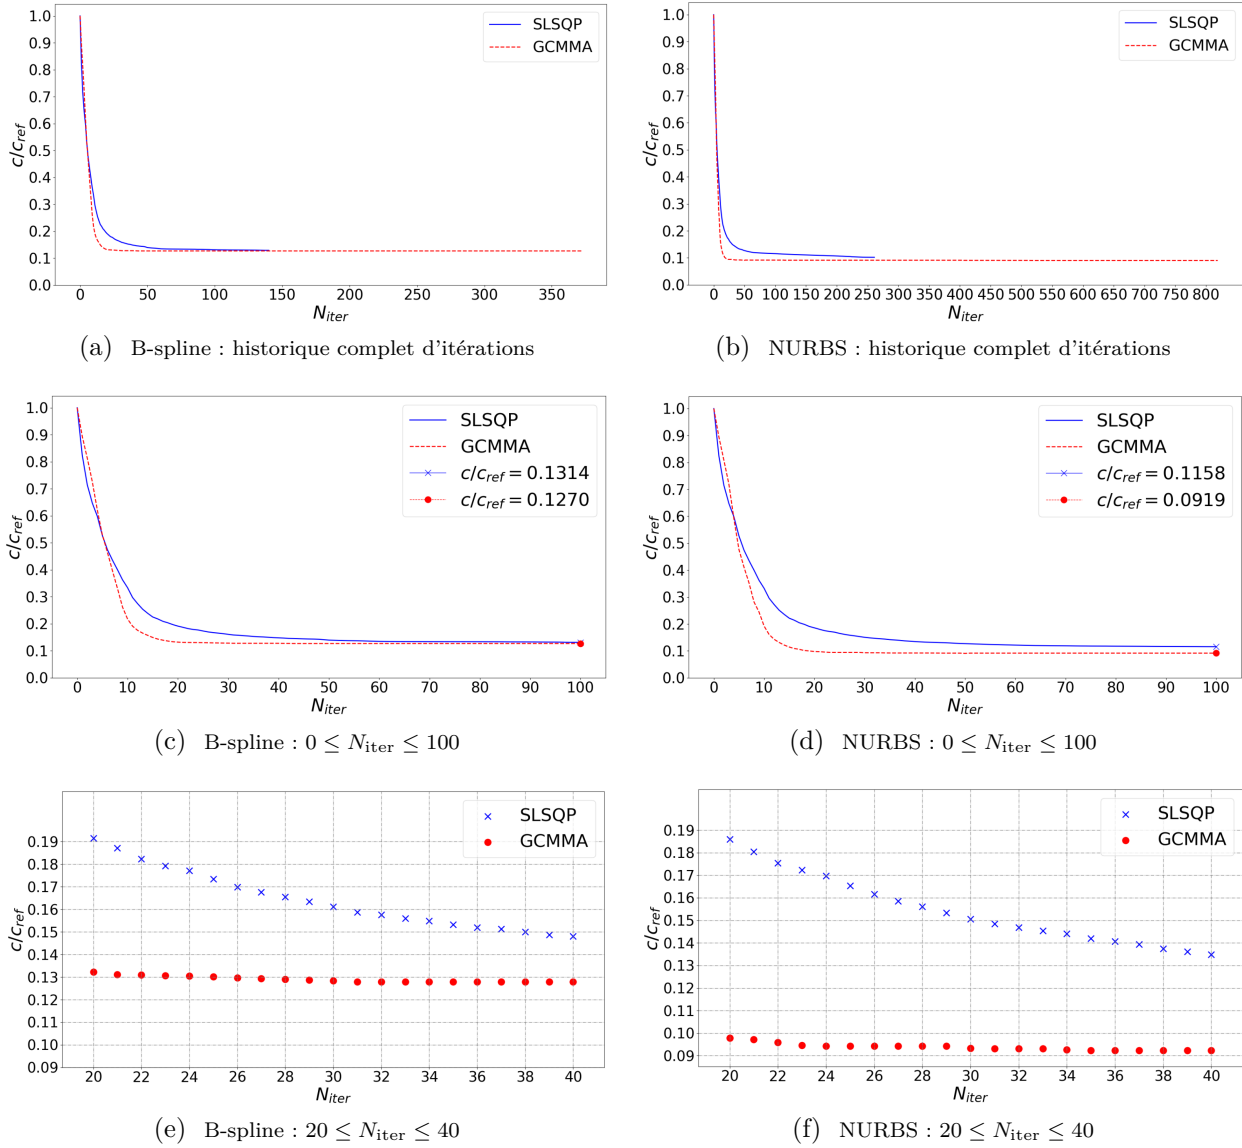 1.0
0.9
0.8
0.7
0.6
0.5
0.4
0.3
0.2
0.1
0.0
c/c_ref
0 50 100 150 200 250 300 350
N_iter
SLSQP
GCMMA
(a) B-spline : historique complet d'itérations
1.0
0.9
0.8
0.7
0.6
0.5
0.4
0.3
0.2
0.1
0.0
c/c_ref
0 50 100 150 200 250 300 350 400 450 500 550 600 650 700 750 800
N_iter
SLSQP
GCMMA
(b) NURBS : historique complet d'itérations
1.0
0.9
0.8
0.7
0.6
0.5
0.4
0.3
0.2
0.1
0.0
c/c_ref
0 10 20 30 40 50 60 70 80 90 100
N_iter
SLSQP
GCMMA
c/c_ref = 0.1314
c/c_ref = 0.1270
(c) B-spline : 0 ≤ N_iter ≤ 100
1.0
0.9
0.8
0.7
0.6
0.5
0.4
0.3
0.2
0.1
0.0
c/c_ref
0 10 20 30 40 50 60 70 80 90 100
N_iter
SLSQP
GCMMA
c/c_ref = 0.1158
c/c_ref = 0.0919
(d) NURBS : 0 ≤ N_iter ≤ 100
0.19
0.18
0.17
0.16
0.15
0.14
0.13
0.12
0.11
0.10
0.09
c/c_ref
20 22 24 26 28 30 32 34 36 38 40
N_iter
SLSQP
GCMMA
(e) B-spline : 20 ≤ N_iter ≤ 40
0.19
0.18
0.17
0.16
0.15
0.14
0.13
0.12
0.11
0.10
0.09
c/c_ref
20 22 24 26 28 30 32 34 36 38 40
N_iter
SLSQP
GCMMA
(f) NURBS : 20 ≤ N_iter ≤ 40